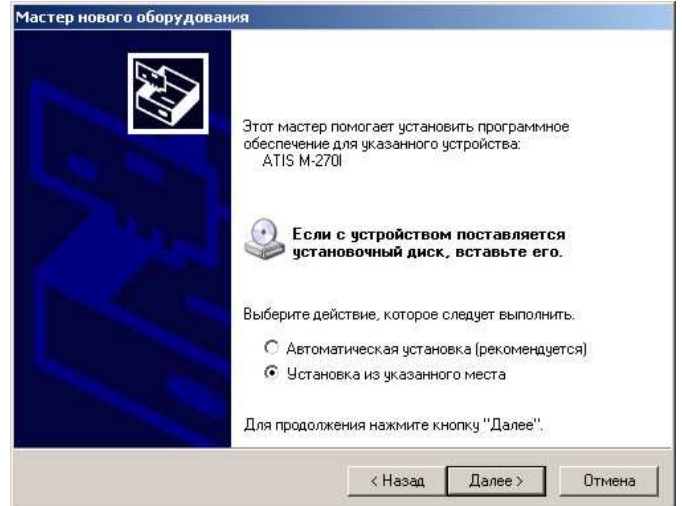 Мастер нового оборудования
Этот мастер помогает установить программное
обеспечение для указанного устройства:
ATIS M-270I
Если с устройством поставляется
установочный диск, вставьте его.
Выберите действие, которое следует выполнить.
Автоматическая установка (рекомендуется)
Установка из указанного места
Для продолжения нажмите кнопку "Далее".
< Назад
Далее >
Отмена